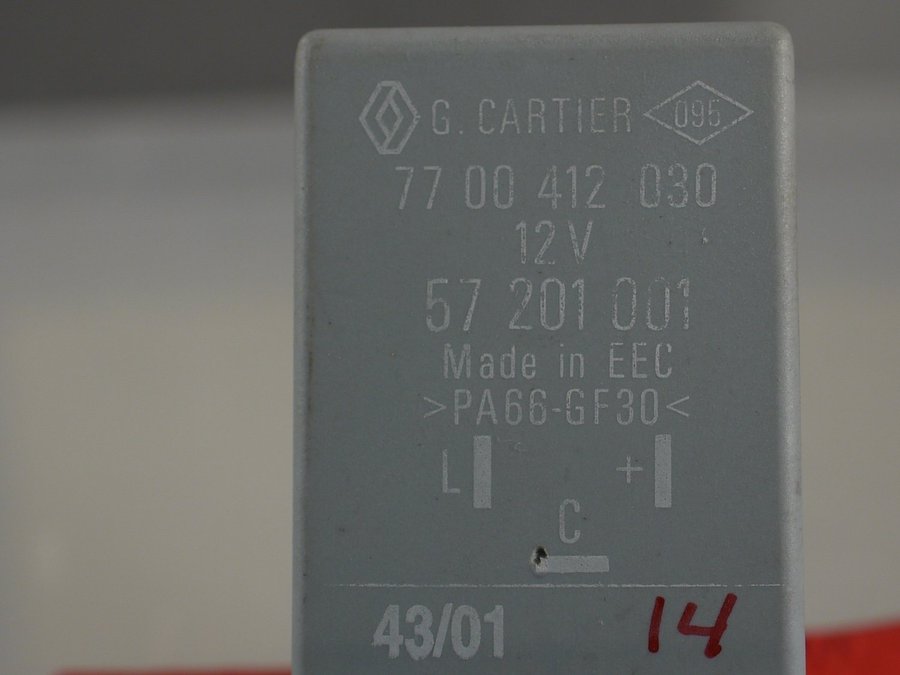 G. CARTIER 095
77 00 412 030
12V
57 201 001
Made in EEC
>PA66-GF30<
L +
C
43/01 14